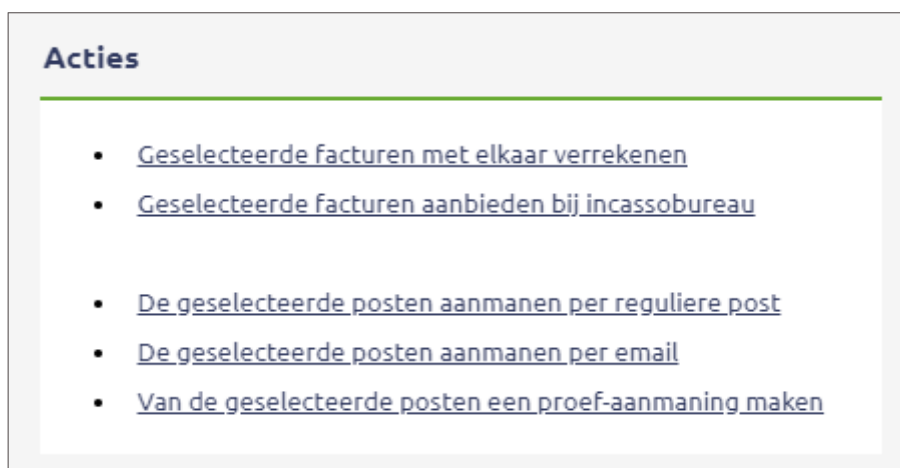 Acties
Geselecteerde facturen met elkaar verrekenen
Geselecteerde facturen aanbieden bij incassobureau
De geselecteerde posten aanmanen per reguliere post
De geselecteerde posten aanmanen per email
Van de geselecteerde posten een proef-aanmaning maken